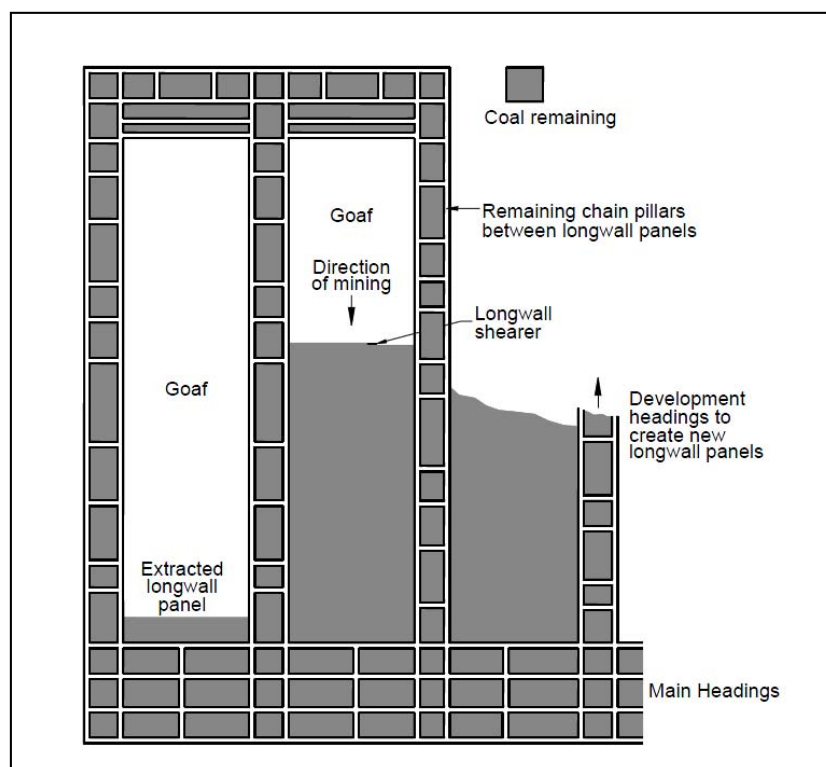 Coal remaining
Goaf
Remaining chain pillars
between longwall panels
Direction
of mining
Longwall
shearer
Goaf
Development
headings to
create new
longwall panels
Extracted
longwall
panel
Main Headings